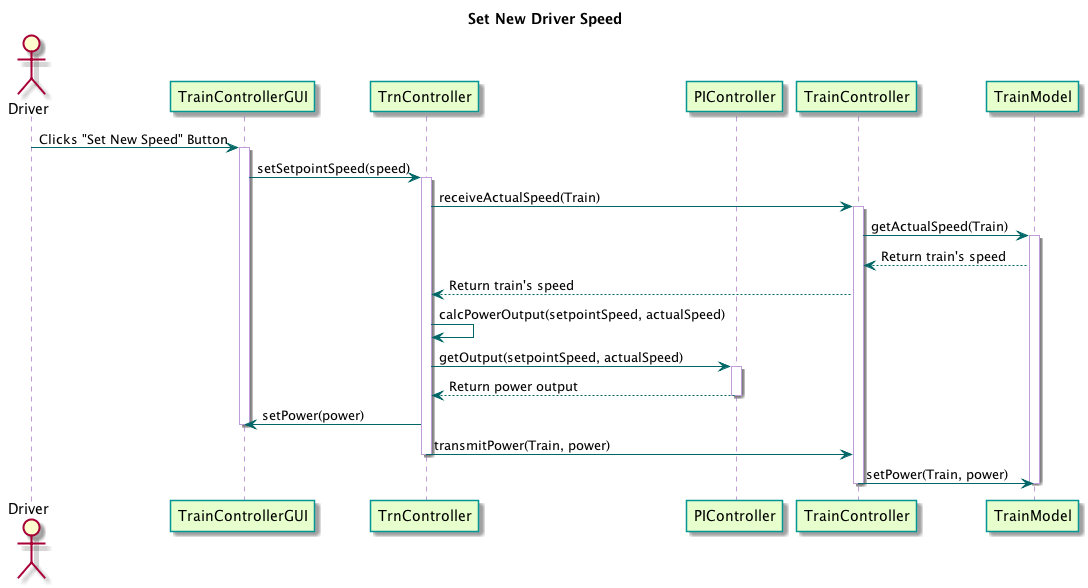 Set New Driver Speed
Driver
TrainControllerGUI
TrnController
PIController
TrainController
TrainModel
Clicks "Set New Speed" Button
setSetpointSpeed(speed)
receiveActualSpeed(Train)
getActualSpeed(Train)
Return train's speed
Return train's speed
calcPowerOutput(setpointSpeed, actualSpeed)
getOutput(setpointSpeed, actualSpeed)
Return power output
setPower(power)
transmitPower(Train, power)
setPower(Train, power)
Driver
TrainControllerGUI
TrnController
PIController
TrainController
TrainModel